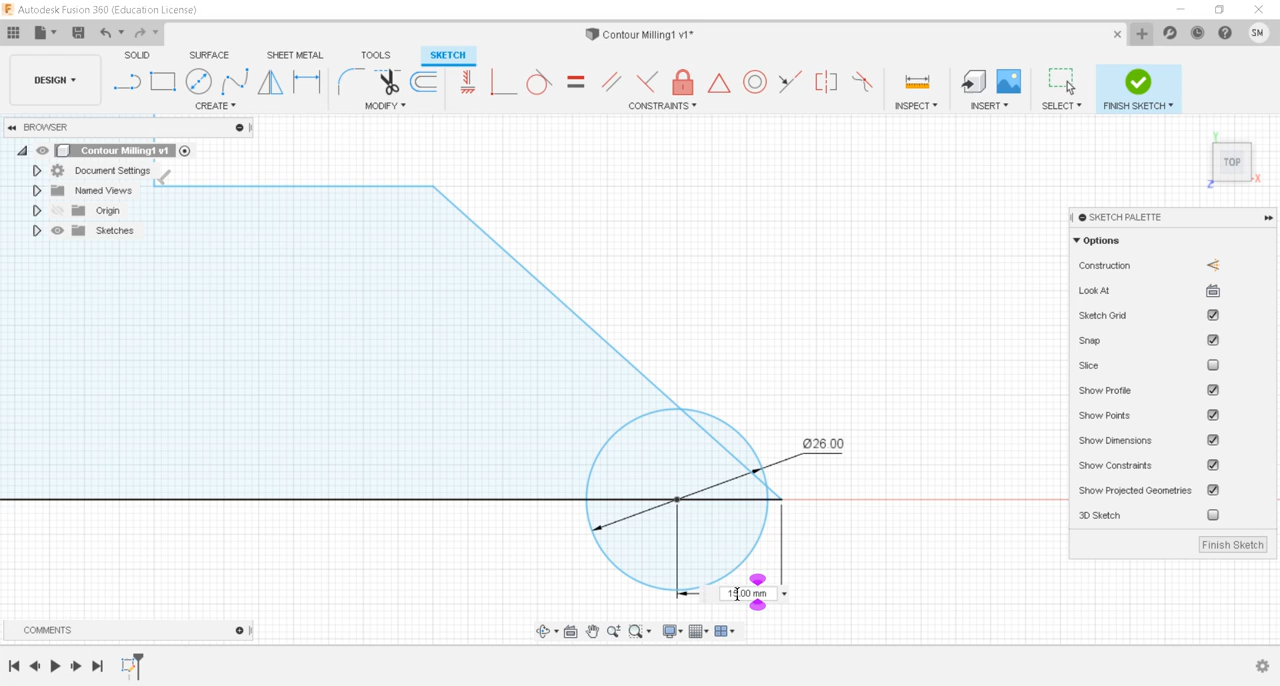 Autodesk Fusion 360 (Education License)
Contour Milling1 v1*
SM
SOLID SURFACE SHEET METAL TOOLS SKETCH
DESIGN ▾
CREATE ▾ MODIFY ▾ CONSTRAINTS ▾ INSPECT ▾ INSERT ▾ SELECT ▾ FINISH SKETCH ▾
BROWSER
Contour Milling1 v1
Document Settings
Named Views
Origin
Sketches
Y
TOP
X
Z
SKETCH PALETTE
Options
Construction
Look At
Sketch Grid
Snap
Slice
Show Profile
Show Points
Show Dimensions
Show Constraints
Show Projected Geometries
3D Sketch
Finish Sketch
Ø26.00
mm
COMMENTS